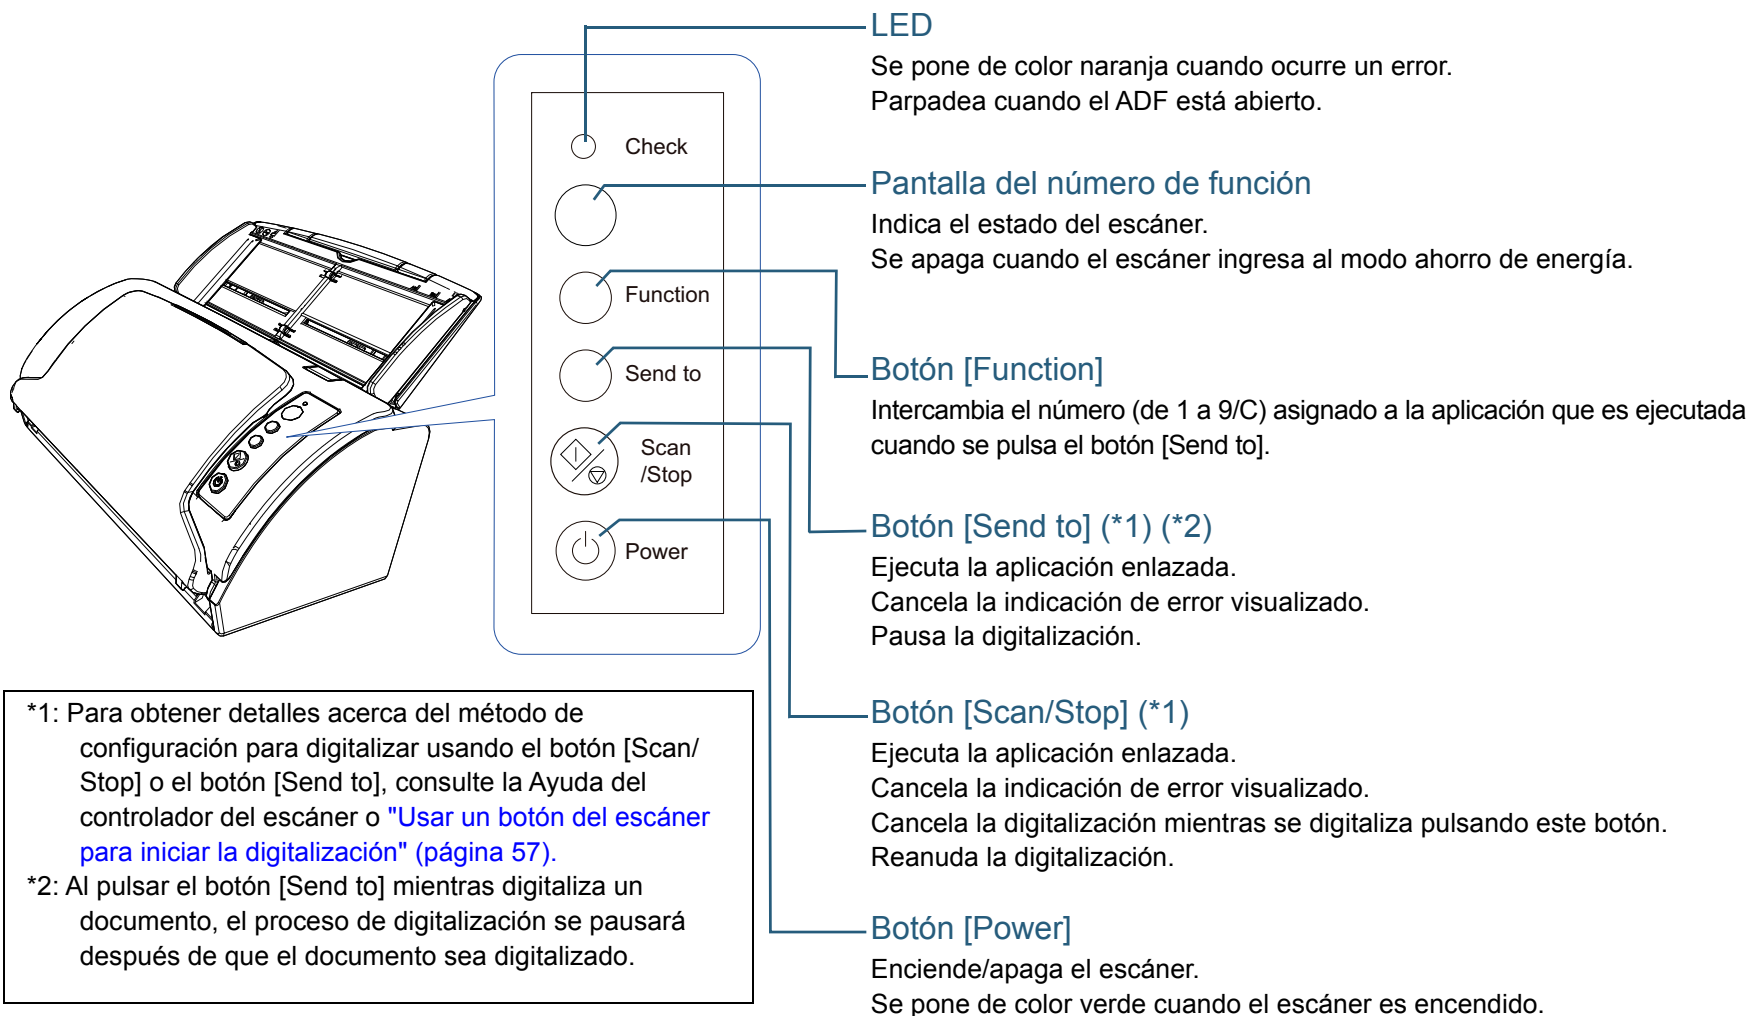 LED
Se pone de color naranja cuando ocurre un error.
Parpadea cuando el ADF está abierto.
Check
Pantalla del número de función
Indica el estado del escáner.
Se apaga cuando el escáner ingresa al modo ahorro de energía.
Function
Send to
Botón [Function]
Intercambia el número (de 1 a 9/C) asignado a la aplicación que es ejecutada
cuando se pulsa el botón [Send to].
Scan
/Stop
Botón [Send to] (*1) (*2)
Ejecuta la aplicación enlazada.
Cancela la indicación de error visualizado.
Pausa la digitalización.
Power
Botón [Scan/Stop] (*1)
Ejecuta la aplicación enlazada.
Cancela la indicación de error visualizado.
Cancela la digitalización mientras se digitaliza pulsando este botón.
Reanuda la digitalización.
Botón [Power]
Enciende/apaga el escáner.
Se pone de color verde cuando el escáner es encendido.
*1: Para obtener detalles acerca del método de
configuración para digitalizar usando el botón [Scan/
Stop] o el botón [Send to], consulte la Ayuda del
controlador del escáner o "Usar un botón del escáner
para iniciar la digitalización" (página 57).
*2: Al pulsar el botón [Send to] mientras digitaliza un
documento, el proceso de digitalización se pausará
después de que el documento sea digitalizado.